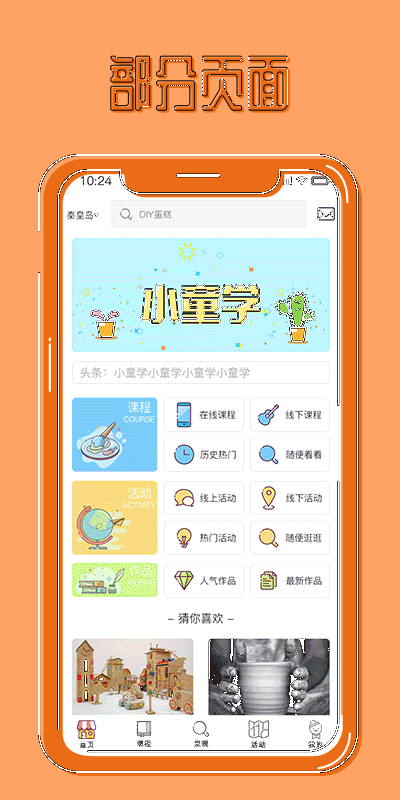 部分页面
10:24
秦皇岛
DIY蛋糕
小童学
头条：小童学小童学小童学小童学
课程
COURSE
在线课程
线下课程
历史热门
随便看看
活动
ACTIVITY
线上活动
线下活动
热门活动
随便逛逛
作品
WORKS
人气作品
最新作品
– 猜你喜欢 –
首页
课程
发现
活动
我的